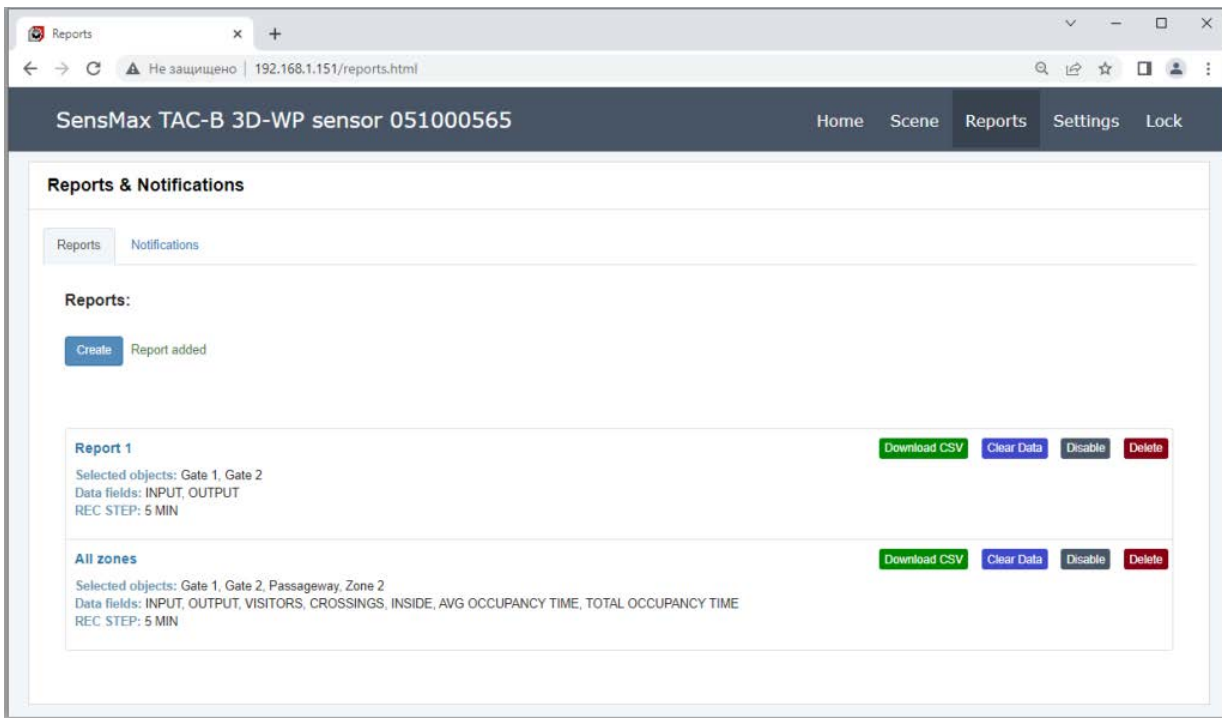 Reports
Не защищено | 192.168.1.151/reports.html
SensMax TAC-B 3D-WP sensor 051000565 Home Scene Reports Settings Lock
Reports & Notifications
Reports Notifications
Reports:
Create Report added
Report 1 Download CSV Clear Data Disable Delete
Selected objects: Gate 1, Gate 2
Data fields: INPUT, OUTPUT
REC STEP: 5 MIN
All zones Download CSV Clear Data Disable Delete
Selected objects: Gate 1, Gate 2, Passageway, Zone 2
Data fields: INPUT, OUTPUT, VISITORS, CROSSINGS, INSIDE, AVG OCCUPANCY TIME, TOTAL OCCUPANCY TIME
REC STEP: 5 MIN